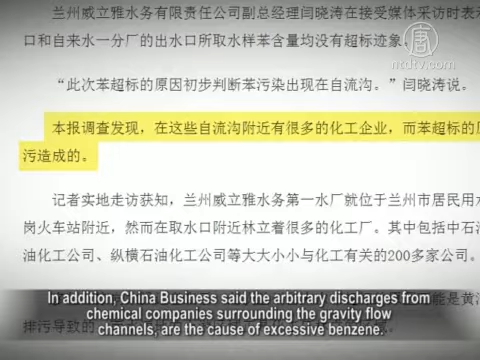 兰州威立雅水务有限责任公司副总经理闫晓涛在接受媒体采访时表
口和自来水一分厂的出水口所取水样苯含量均没有超标迹象。
唐
ntdtv.com
“此次苯超标的原因初步判断苯污染出现在自流沟。”闫晓涛说。
本报调查发现，在这些自流沟附近有很多的化工企业，而苯超标的
污造成的。
记者实地走访获知，兰州威立雅水务第一水厂就位于兰州市居民用
岗火车站附近，然而在取水口附近林立着很多的化工厂。其中包括中石
油化工公司、纵横石油化工公司等大大小小与化工有关的200多家公司。
In addition, China Business said the arbitrary discharges from
chemical companies surrounding the gravity flow
channels, are the cause of excessive benzene.
排污导致的